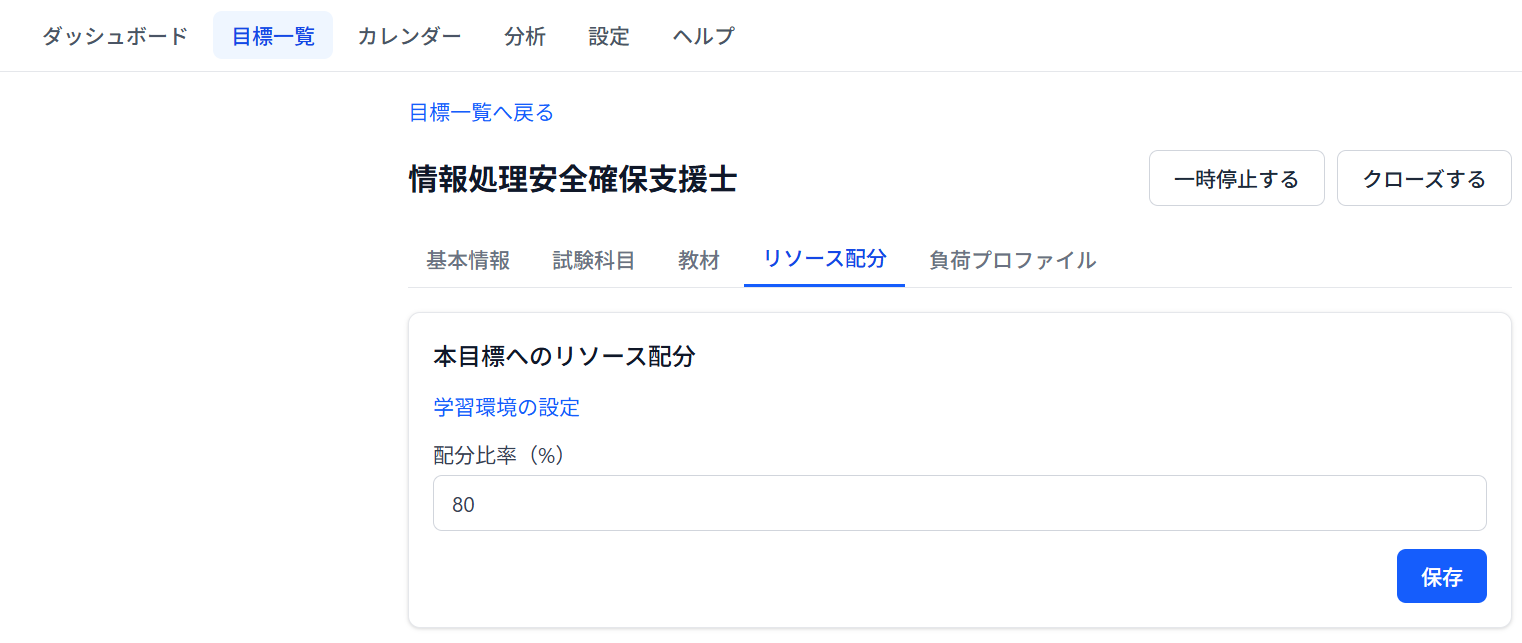 ダッシュボード 目標一覧 カレンダー 分析 設定 ヘルプ
目標一覧へ戻る
情報処理安全確保支援士 一時停止する クローズする
基本情報 試験科目 教材 リソース配分 負荷プロファイル
本目標へのリソース配分
学習環境の設定
配分比率（%）
80
保存